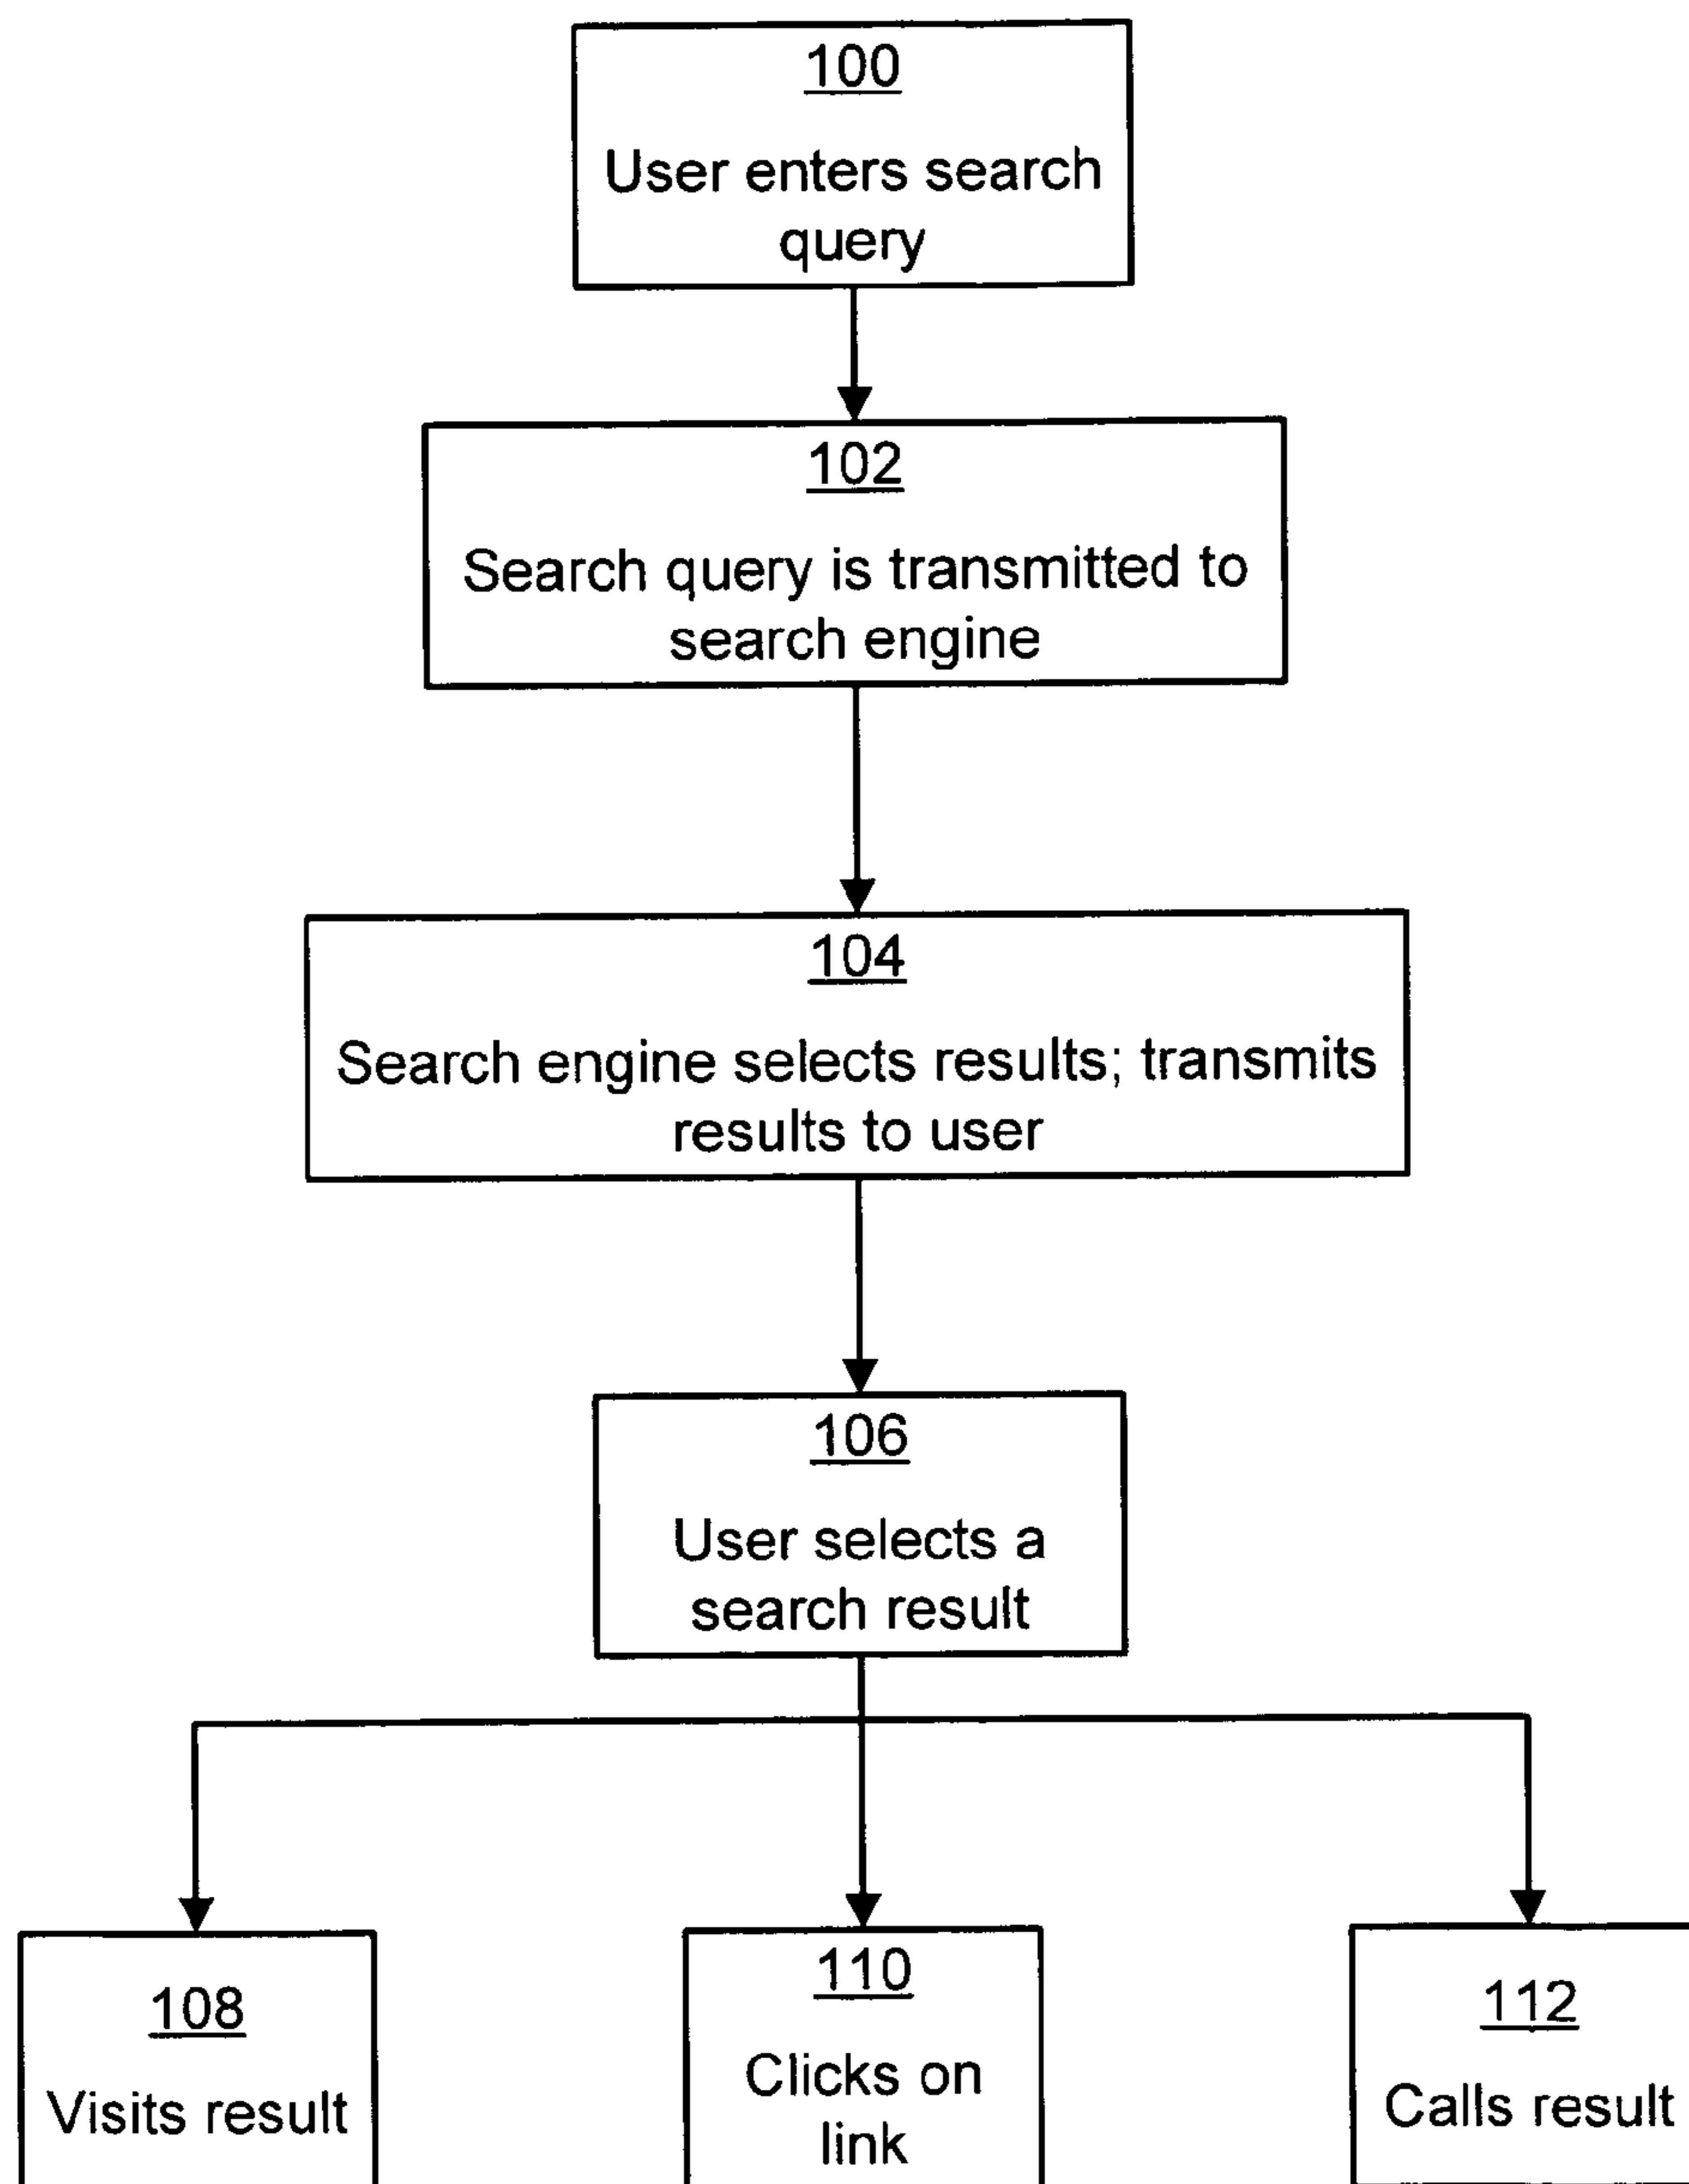 100
User enters search
query
102
Search query is transmitted to
search engine
104
Search engine selects results; transmits
results to user
106
User selects a
search result
108
Visits result
110
Clicks on
link
112
Calls result